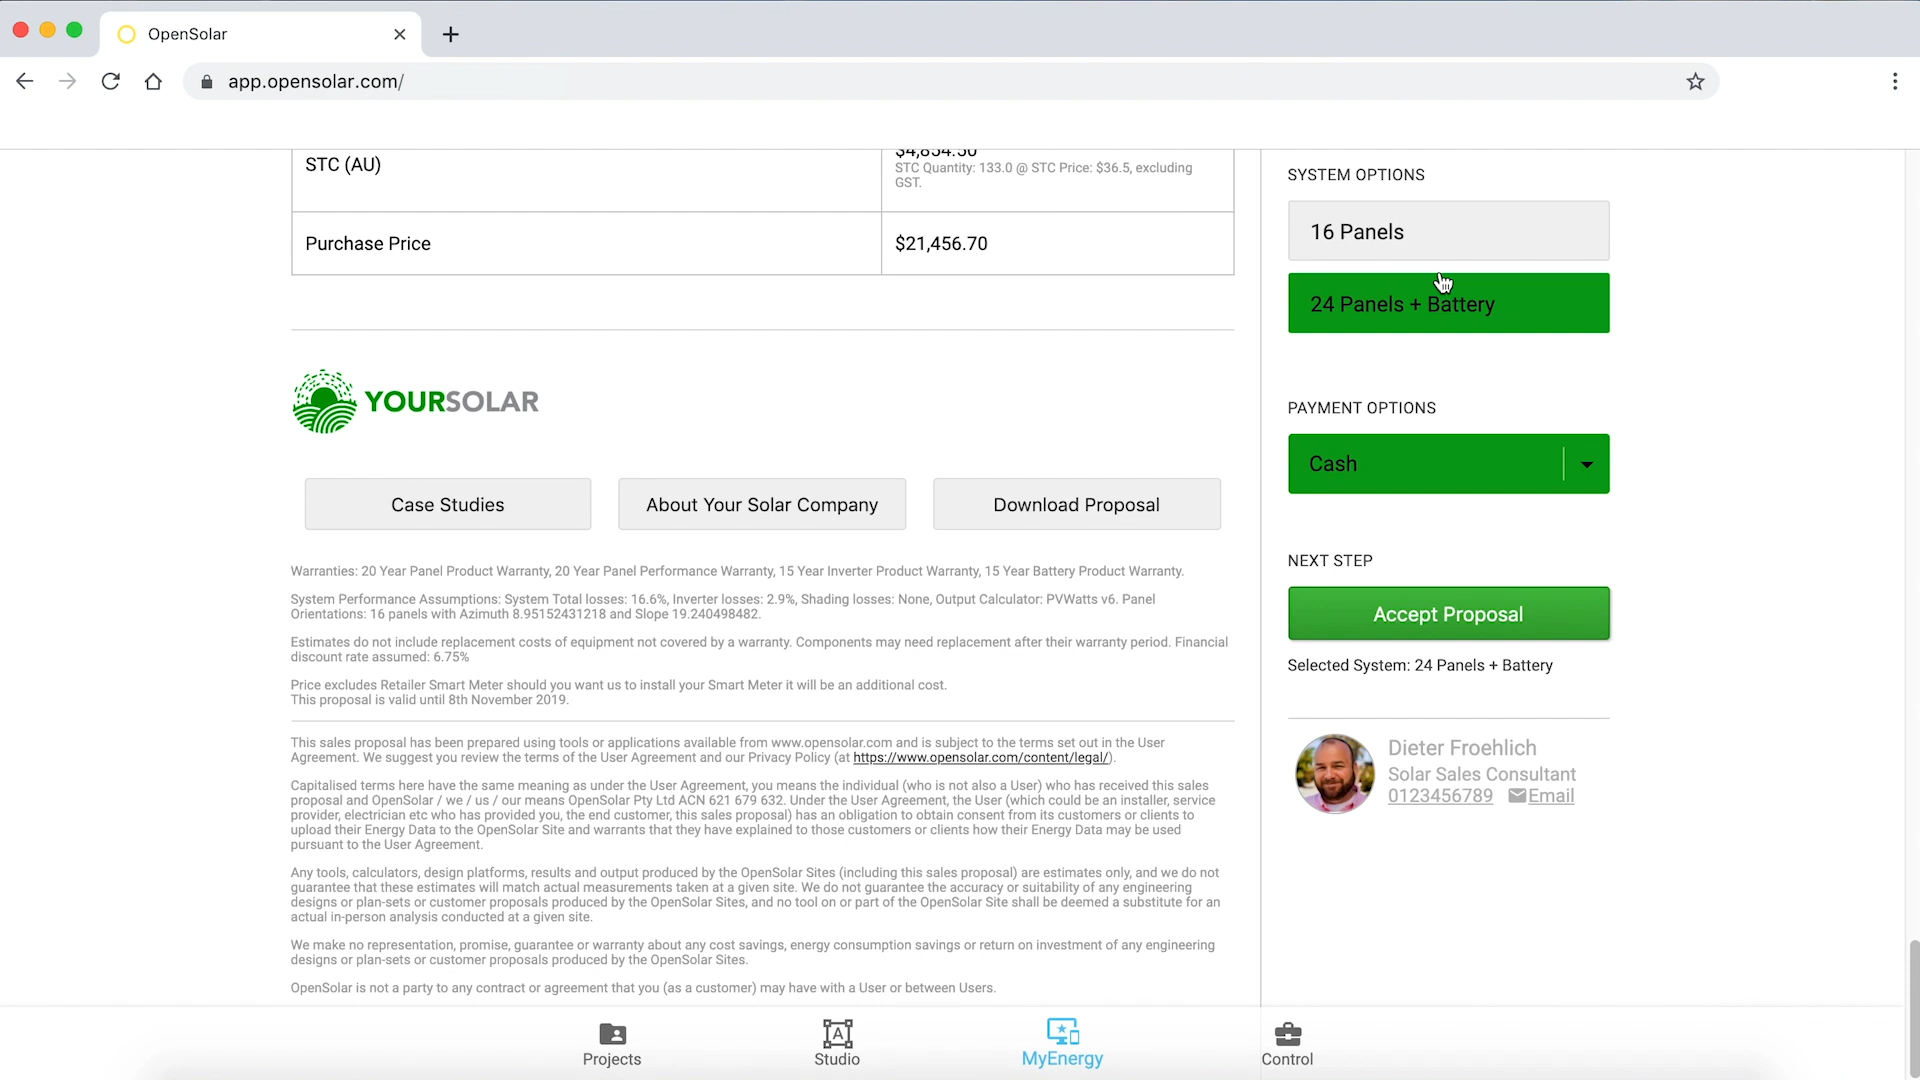 OpenSolar
app.opensolar.com/
STC (AU)
$4,854.50
STC Quantity: 133.0 @ STC Price: $36.5, excluding
GST.
Purchase Price
$21,456.70
YOURSOLAR
Case Studies
About Your Solar Company
Download Proposal
Warranties: 20 Year Panel Product Warranty, 20 Year Panel Performance Warranty, 15 Year Inverter Product Warranty, 15 Year Battery Product Warranty.
System Performance Assumptions: System Total losses: 16.6%, Inverter losses: 2.9%, Shading losses: None, Output Calculator: PVWatts v6. Panel
Orientations: 16 panels with Azimuth 8.95152431218 and Slope 19.240498482.
Estimates do not include replacement costs of equipment not covered by a warranty. Components may need replacement after their warranty period. Financial
discount rate assumed: 6.75%
Price excludes Retailer Smart Meter should you want us to install your Smart Meter it will be an additional cost.
This proposal is valid until 8th November 2019.
This sales proposal has been prepared using tools or applications available from www.opensolar.com and is subject to the terms set out in the User
Agreement. We suggest you review the terms of the User Agreement and our Privacy Policy (at https://www.opensolar.com/content/legal/).
Capitalised terms here have the same meaning as under the User Agreement, you means the individual (who is not also a User) who has received this sales
proposal and OpenSolar / we / us / our means OpenSolar Pty Ltd ACN 621 679 632. Under the User Agreement, the User (which could be an installer, service
provider, electrician etc who has provided you, the end customer, this sales proposal) has an obligation to obtain consent from its customers or clients to
upload their Energy Data to the OpenSolar Site and warrants that they have explained to those customers or clients how their Energy Data may be used
pursuant to the User Agreement.
Any tools, calculators, design platforms, results and output produced by the OpenSolar Sites (including this sales proposal) are estimates only, and we do not
guarantee that these estimates will match actual measurements taken at a given site. We do not guarantee the accuracy or suitability of any engineering
designs or plan-sets or customer proposals produced by the OpenSolar Sites, and no tool on or part of the OpenSolar Site shall be deemed a substitute for an
actual in-person analysis conducted at a given site.
We make no representation, promise, guarantee or warranty about any cost savings, energy consumption savings or return on investment of any engineering
designs or plan-sets or customer proposals produced by the OpenSolar Sites.
OpenSolar is not a party to any contract or agreement that you (as a customer) may have with a User or between Users.
SYSTEM OPTIONS
16 Panels
24 Panels + Battery
PAYMENT OPTIONS
Cash
NEXT STEP
Accept Proposal
Selected System: 24 Panels + Battery
Dieter Froehlich
Solar Sales Consultant
0123456789 Email
Projects
Studio
MyEnergy
Control